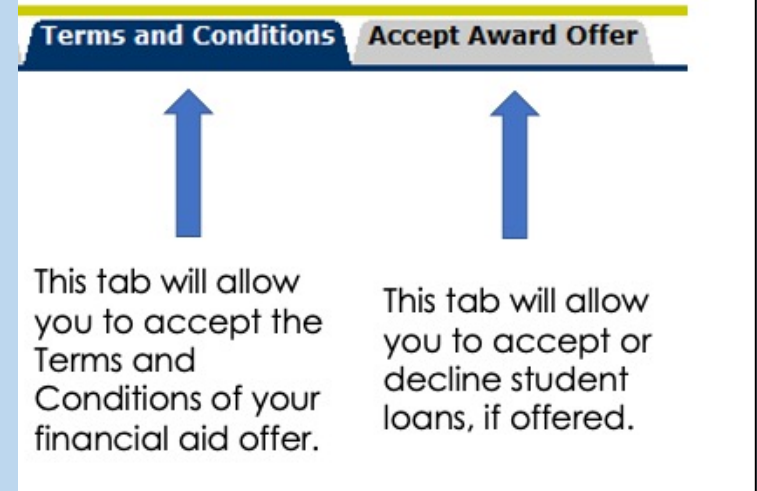 Terms and Conditions
Accept Award Offer
This tab will allow
you to accept the
Terms and
Conditions of your
financial aid offer.
This tab will allow
you to accept or
decline student
loans, if offered.